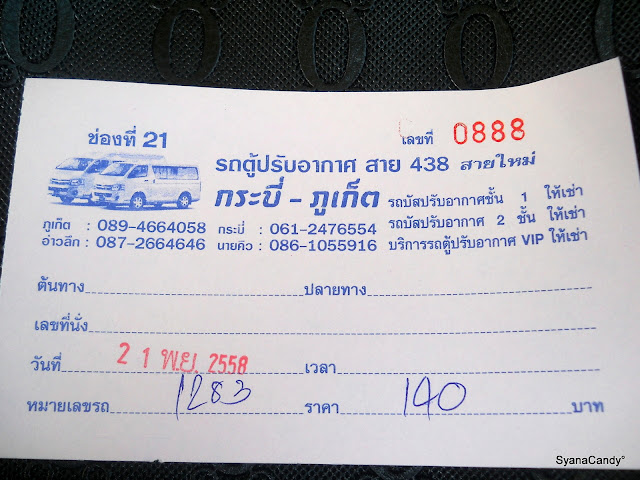 ช่องที่ 21
เลขที่ 0888
รถตู้ปรับอากาศ สาย 438 สายใหม่
กระบี่ - ภูเก็ต
รถบัสปรับอากาศชั้น 1 ให้เช่า
รถบัสปรับอากาศ 2 ชั้น ให้เช่า
บริการรถตู้ปรับอากาศ VIP ให้เช่า
ภูเก็ต : 089-4664058 กระบี่ : 061-2476554
อ่าวลึก : 087-2664646 นายคิว : 086-1055916
ต้นทาง ปลายทาง
เลขที่นั่ง
วันที่ 21 พ.ย. 2558 เวลา
หมายเลขรถ 1283 ราคา 140 บาท
SyanaCandy°